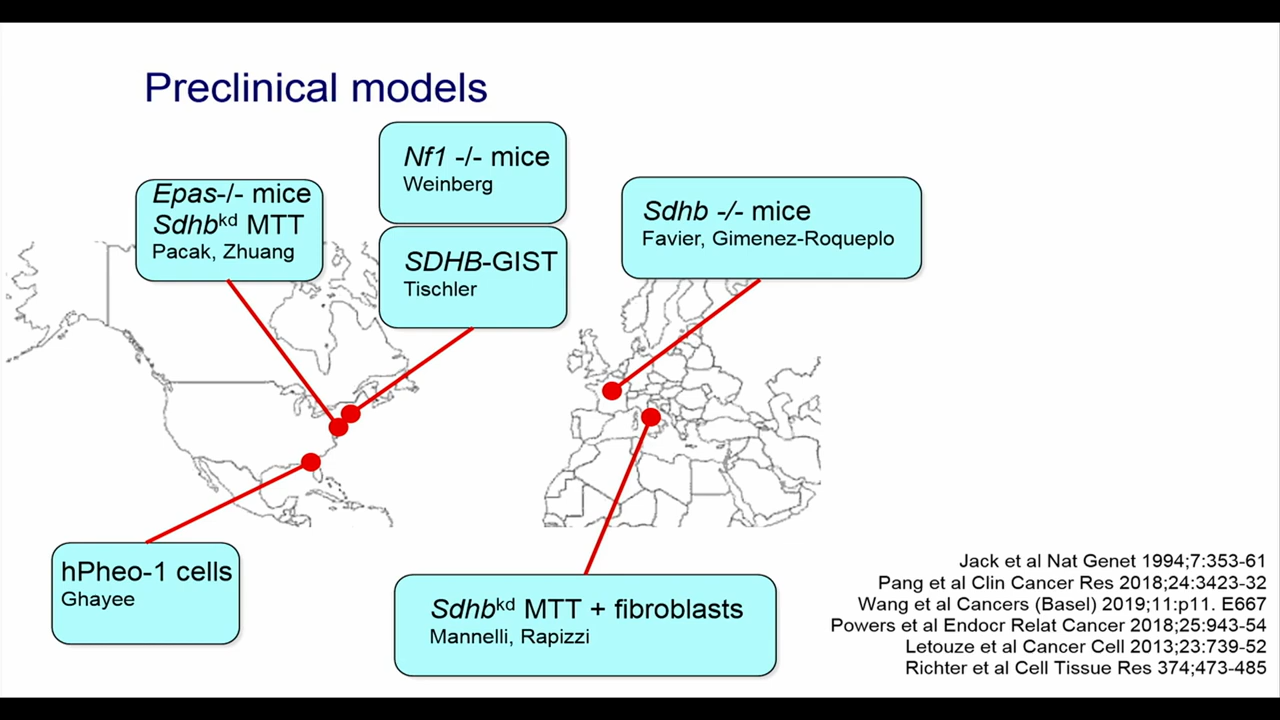 Preclinical models
Nf1 -/- mice
Weinberg
Epas-/- mice
Sdhbkd MTT
Pacak, Zhuang
Sdhb -/- mice
Favier, Gimenez-Roqueplo
SDHB-GIST
Tischler
hPheo-1 cells
Ghayee
Sdhbkd MTT + fibroblasts
Mannelli, Rapizzi
Jack et al Nat Genet 1994;7:353-61
Pang et al Clin Cancer Res 2018;24:3423-32
Wang et al Cancers (Basel) 2019;11:p11. E667
Powers et al Endocr Relat Cancer 2018;25:943-54
Letouze et al Cancer Cell 2013;23:739-52
Richter et al Cell Tissue Res 374;473-485